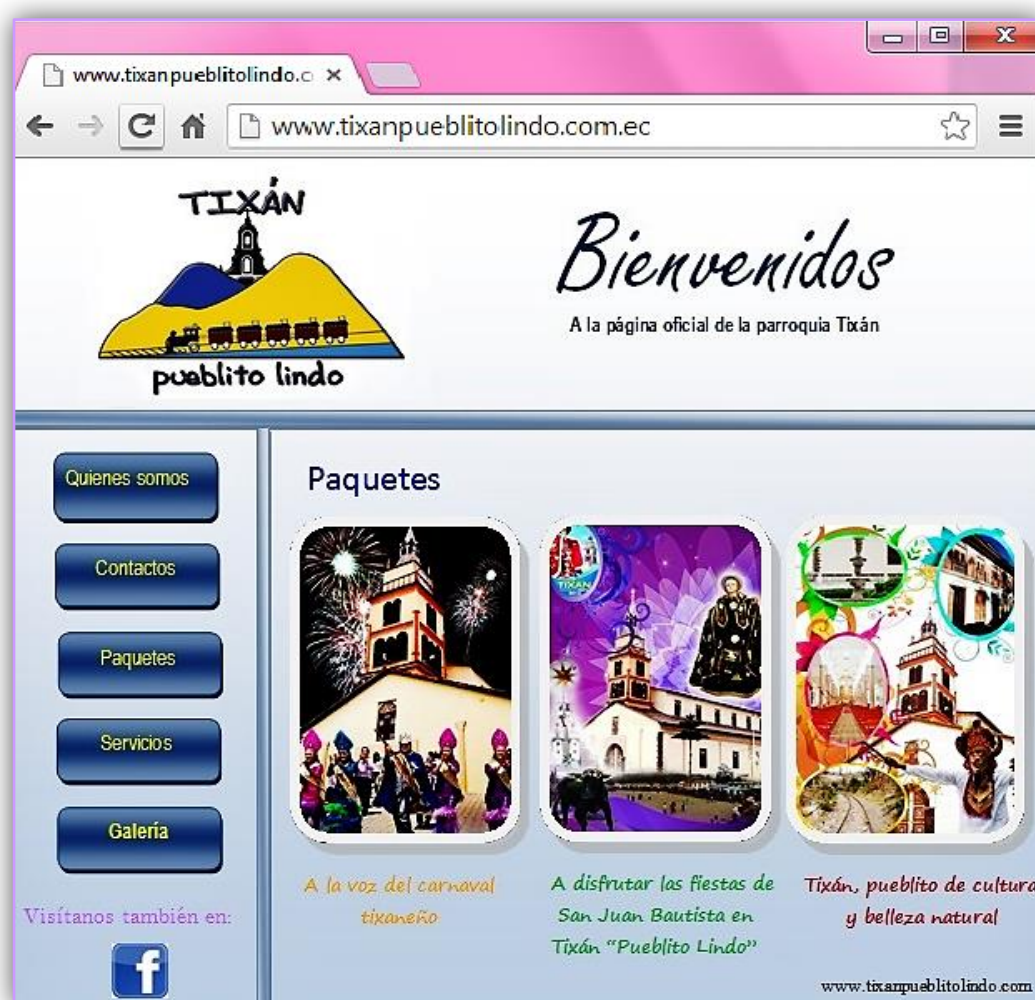 www.tixanpueblitolindo.c
www.tixanpueblitolindo.com.ec
TIXÁN
pueblito lindo
Bienvenidos
A la página oficial de la parroquia Tixán
Quienes somos
Contactos
Paquetes
Servicios
Galería
Visítanos también en:
f
Paquetes
TIXAN
A la voz del carnaval
tixaneño
A disfrutar las fiestas de
San Juan Bautista en
Tixán “Pueblito Lindo”
Tixán, pueblito de cultura
y belleza natural
www.tixanpueblitolindo.com